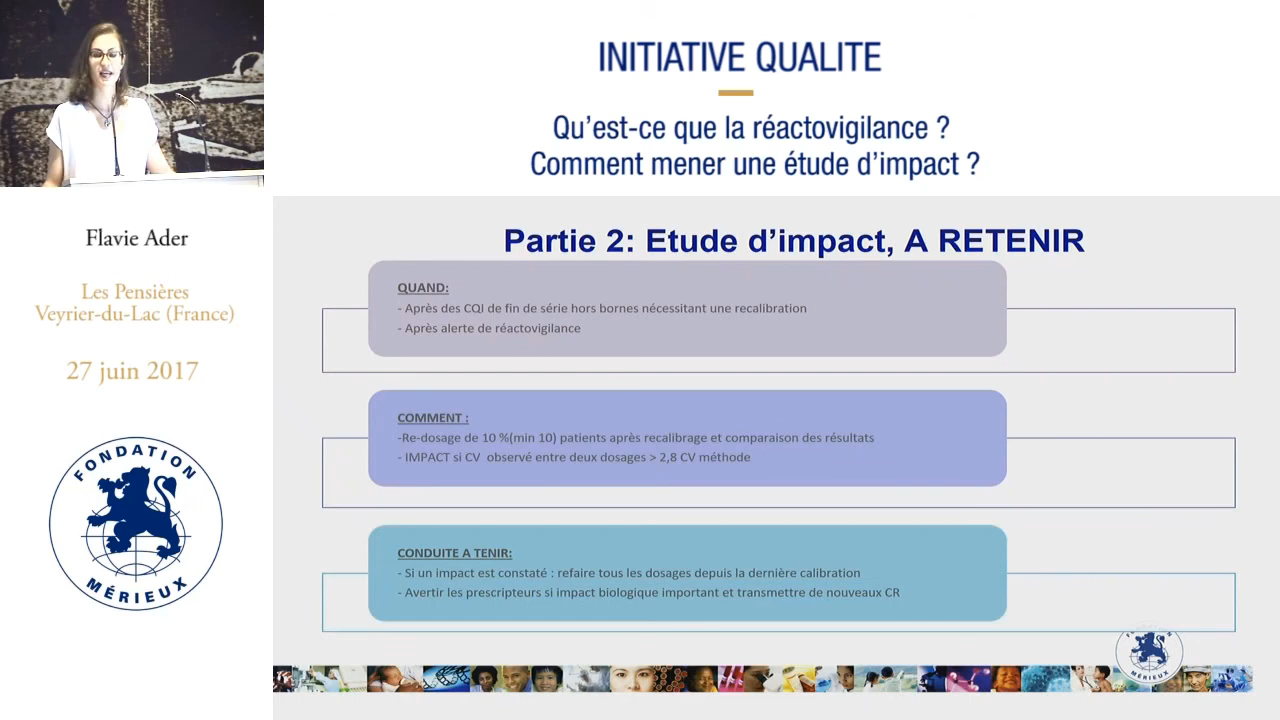 INITIATIVE QUALITE
Qu'est-ce que la réactovigilance ?
Comment mener une étude d'impact ?
Flavie Ader
Les Pensières
Veyrier-du-Lac (France)
27 juin 2017
FONDATION
MÉRIEUX
Partie 2: Etude d'impact, A RETENIR
QUAND:
- Après des CQI de fin de série hors bornes nécessitant une recalibration
- Après alerte de réactovigilance
COMMENT :
-Re-dosage de 10 %(min 10) patients après recalibrage et comparaison des résultats
- IMPACT si CV observé entre deux dosages > 2,8 CV méthode
CONDUITE A TENIR:
- Si un impact est constaté : refaire tous les dosages depuis la dernière calibration
- Avertir les prescripteurs si impact biologique important et transmettre de nouveaux CR
FONDATION
MÉRIEUX